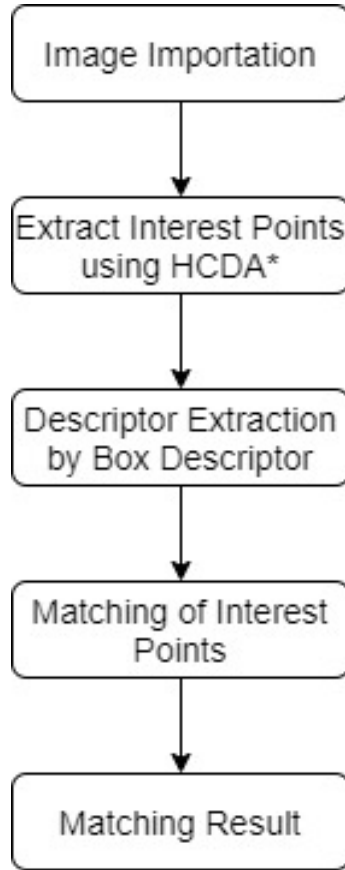 Image Importation
Extract Interest Points
using HCDA*
Descriptor Extraction
by Box Descriptor
Matching of Interest
Points
Matching Result